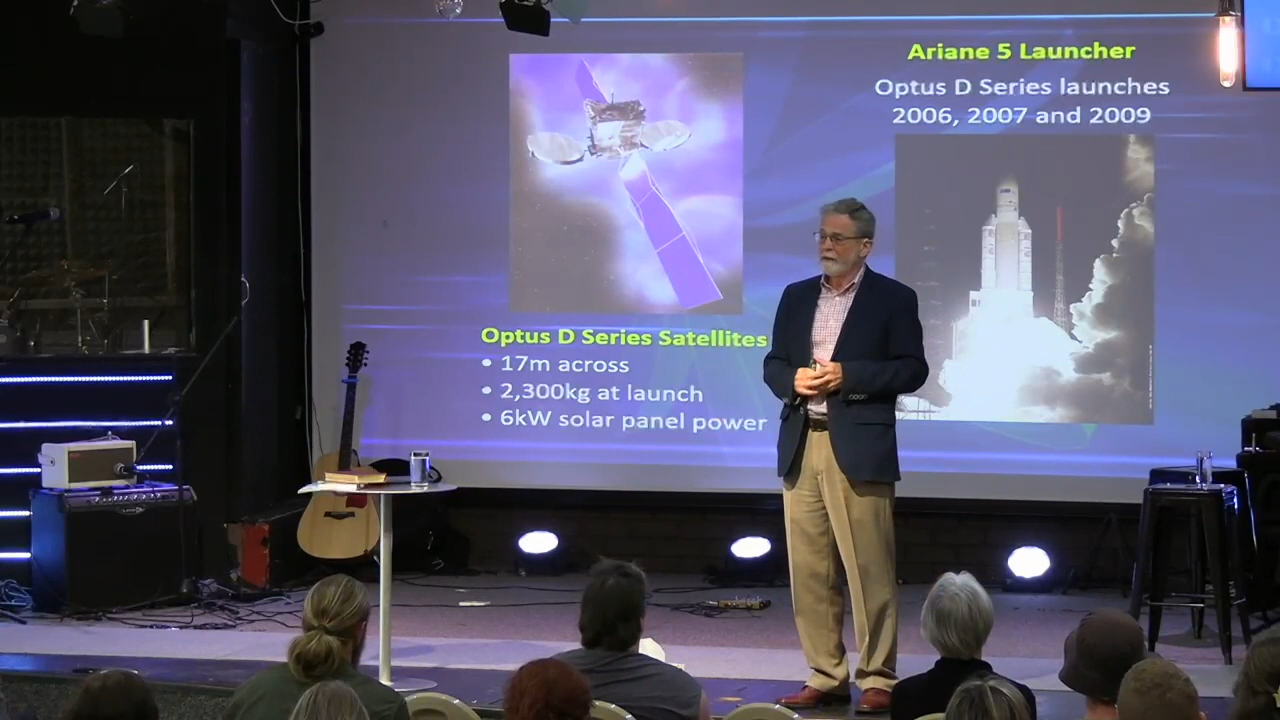 Ariane 5 Launcher
Optus D Series launches
2006, 2007 and 2009
Optus D Series Satellites
• 17m across
• 2,300kg at launch
• 6kW solar panel power